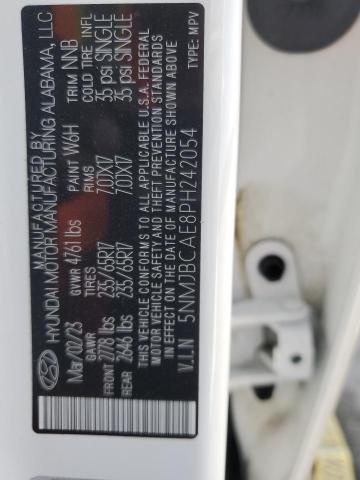 MANUFACTURED BY
HYUNDAI MOTOR MANUFACTURING ALABAMA, LLC
Mar/02/23 GVWR 4761 lbs PAINT W6H TRIM NNB
GAWR TIRES RIMS COLD TIRE INFL
FRONT 2778 lbs 235/65R17 7.0JX17 35 psi SINGLE
REAR 2646 lbs 235/65R17 7.0JX17 35 psi SINGLE
THIS VEHICLE CONFORMS TO ALL APPLICABLE U.S.A. FEDERAL
MOTOR VEHICLE SAFETY AND THEFT PREVENTION STANDARDS
IN EFFECT ON THE DATE OF MANUFACTURE SHOWN ABOVE
V.I.N 5NMJBCAE8PH242054 TYPE: MPV